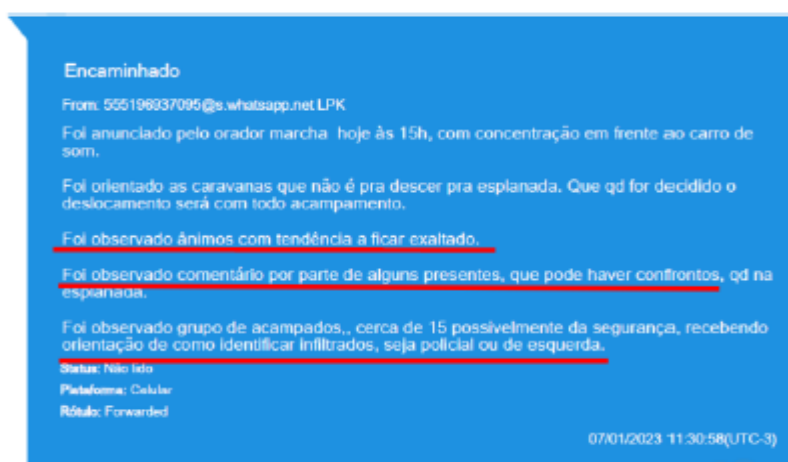 Encaminhado
From: 555196937095@s.whatsapp.net LPK
Foi anunciado pelo orador marcha hoje às 15h, com concentração em frente ao carro de
som.
Foi orientado as caravanas que não é pra descer pra esplanada. Que qd for decidido o
deslocamento será com todo acampamento.
Foi observado ânimos com tendência a ficar exaltado.
Foi observado comentário por parte de alguns presentes, que pode haver confrontos, qd na
esplanada.
Foi observado grupo de acampados,, cerca de 15 possivelmente da segurança, recebendo
orientação de como identificar infiltrados, seja policial ou de esquerda.
Status: Não lido
Plataforma: Celular
Rótulo: Forwarded
07/01/2023 11:30:58(UTC-3)